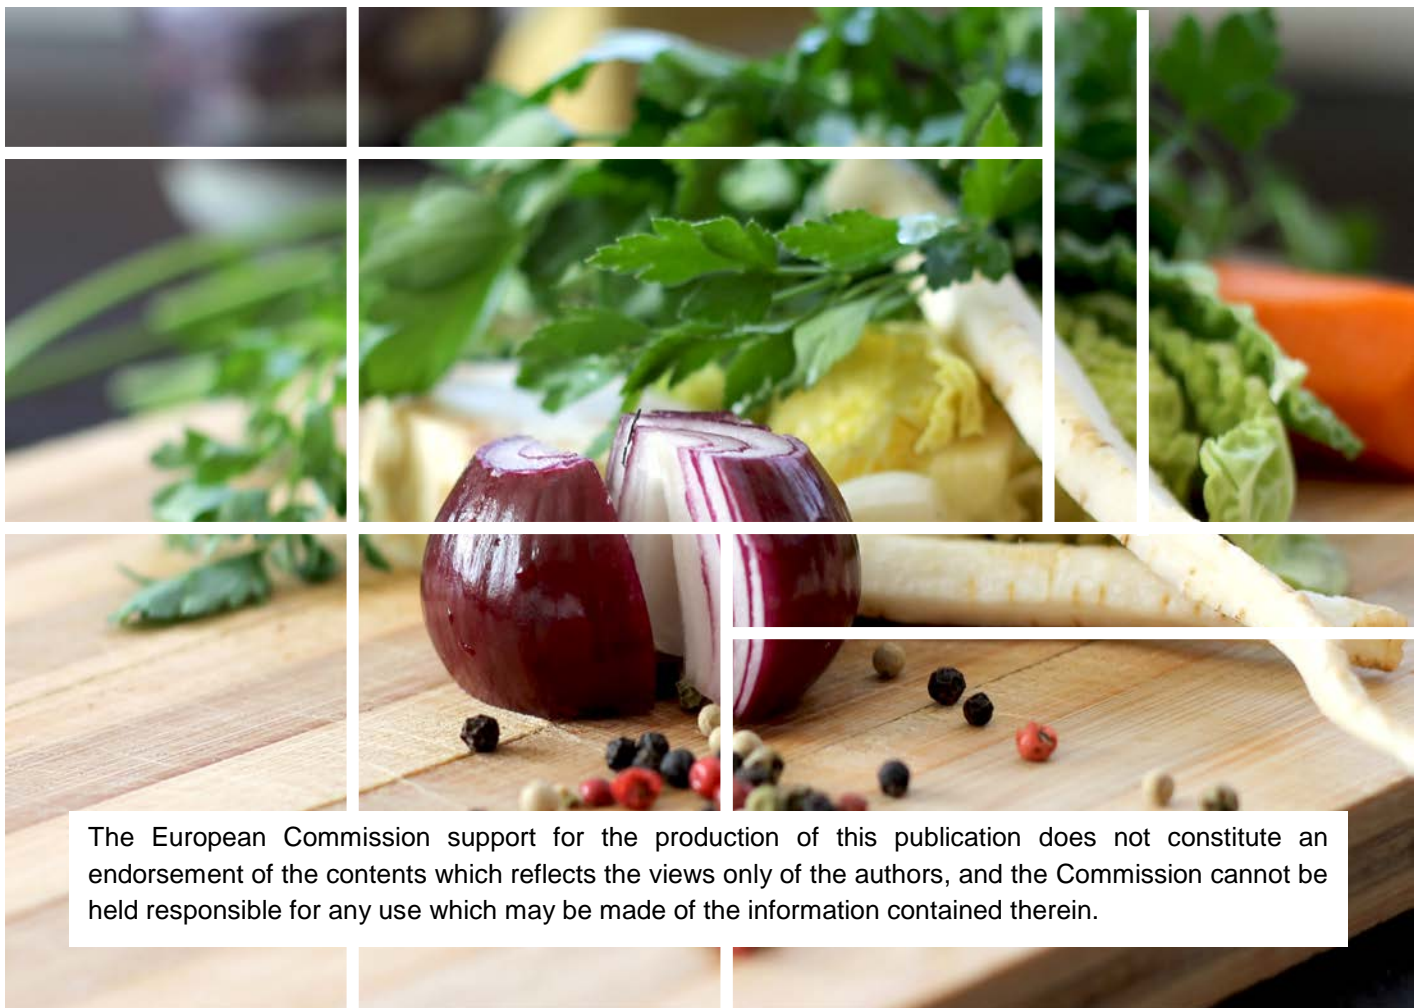 The European Commission support for the production of this publication does not constitute an
endorsement of the contents which reflects the views only of the authors, and the Commission cannot be
held responsible for any use which may be made of the information contained therein.